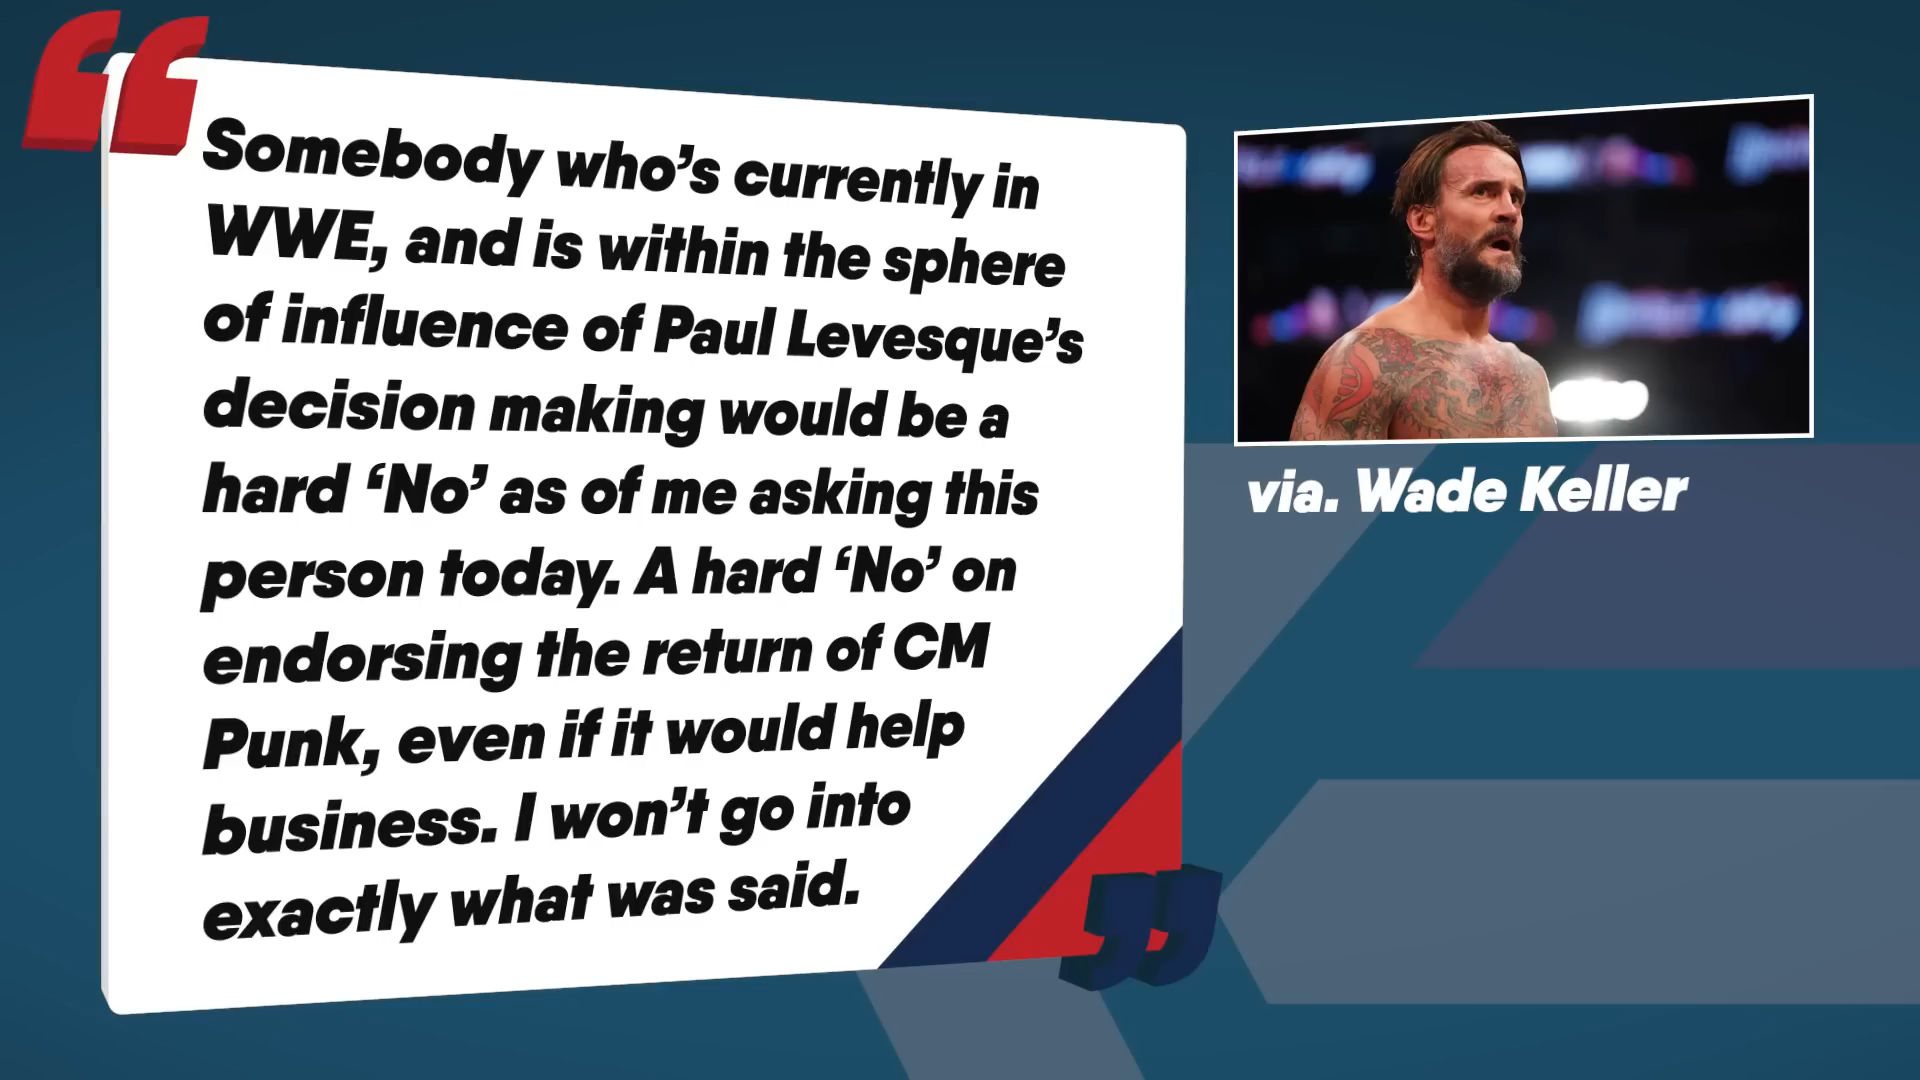 Somebody who’s currently in
WWE, and is within the sphere
of influence of Paul Levesque’s
decision making would be a
hard ‘No’ as of me asking this
person today. A hard ‘No’ on
endorsing the return of CM
Punk, even if it would help
business. I won’t go into
exactly what was said.
via. Wade Keller